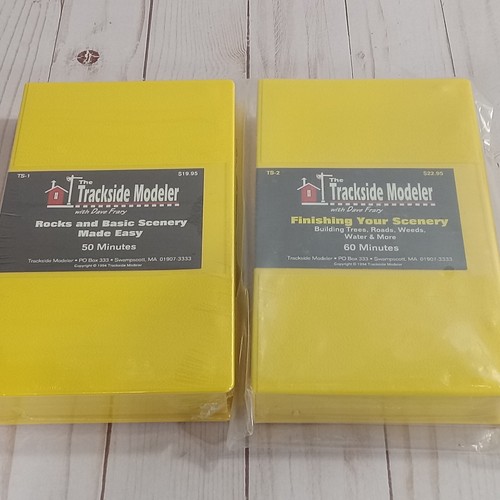 TS-1
$19.95
The
Trackside Modeler
with Dave Frary
Rocks and Basic Scenery
Made Easy
50 Minutes
Trackside Modeler • PO Box 333 • Swampscott, MA 01907-3333
Copyright © 1994 Trackside Modeler
TS-2
$23.95
The
Trackside Modeler
with Dave Frary
Finishing Your Scenery
Building Trees, Roads, Weeds,
Water & More
60 Minutes
Trackside Modeler • PO Box 333 • Swampscott, MA. 01907-3333
Copyright © 1994 Trackside Modeler